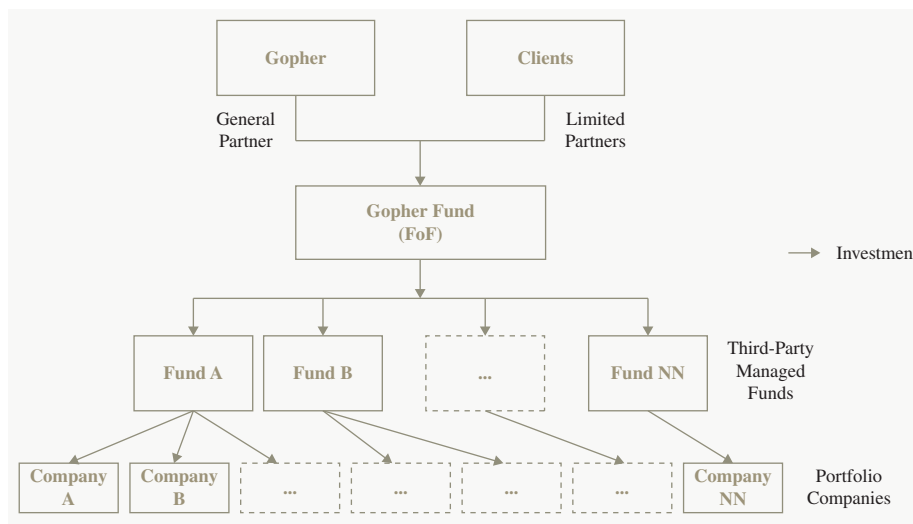 Gopher
Clients
General
Partner
Limited
Partners
Gopher Fund
(FoF)
Investmen
Fund A
Fund B
...
Fund NN
Third-Party
Managed
Funds
Company
A
Company
B
...
...
...
...
Company
NN
Portfolio
Companies